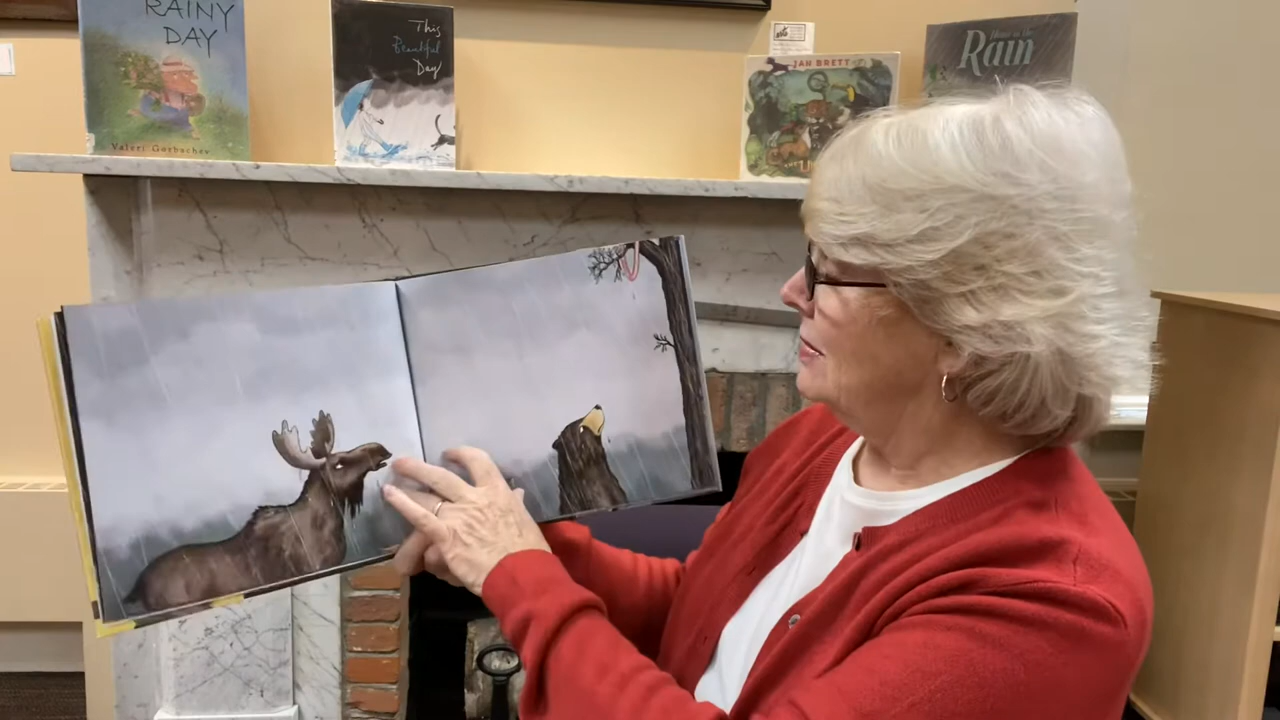 RAINY
DAY
Valeri Gorbachev
This
Beautiful
Day
JAN BRETT
Rain